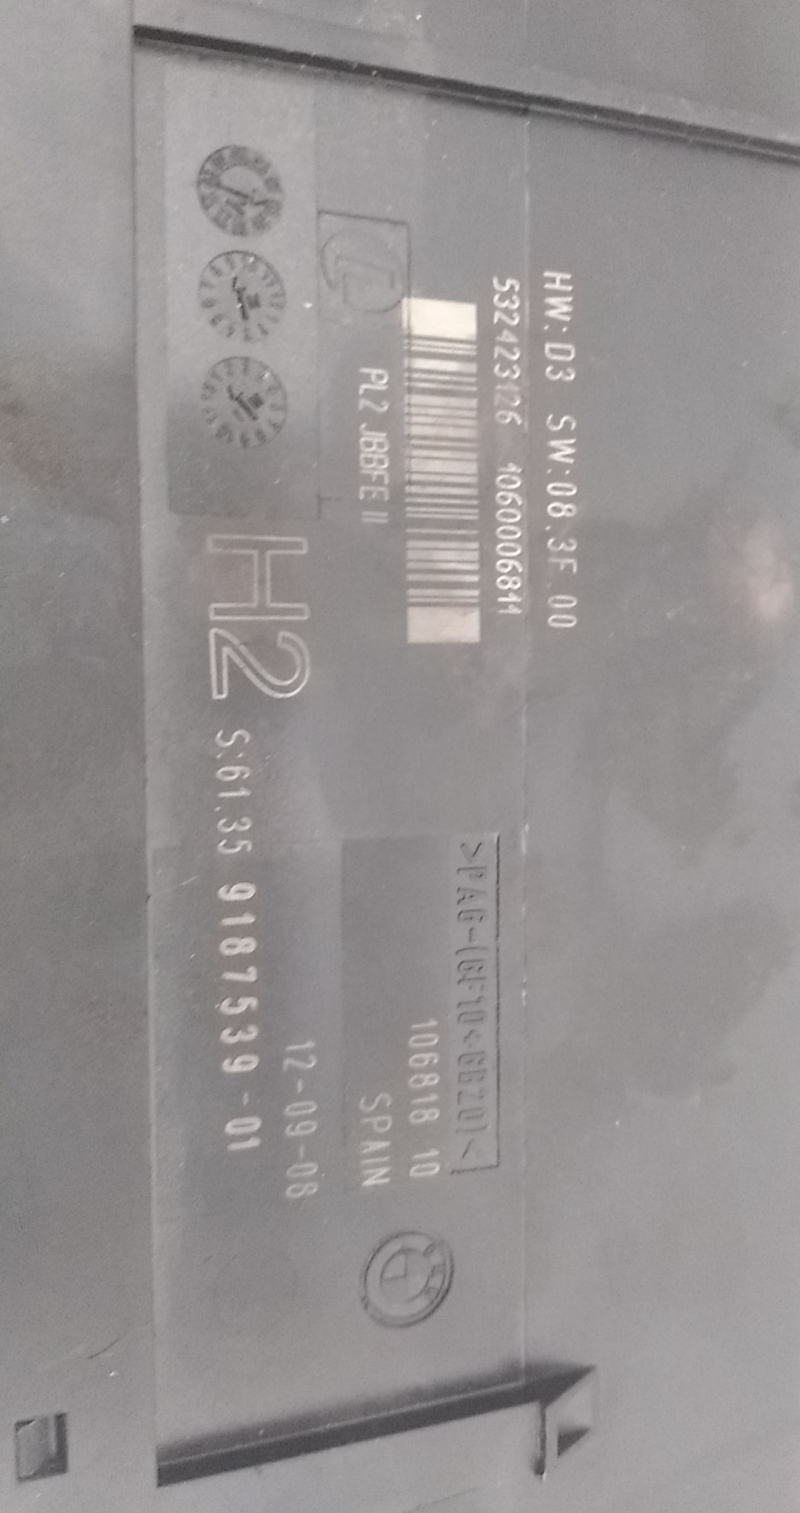 HW:D3 SW:08.3F.00
532423126 1060006811
PL2 JBBFE II
H2 S:61.35 9187539-01
>PA6-(GF10+GB20)<
106818 10
SPAIN
12-09-08